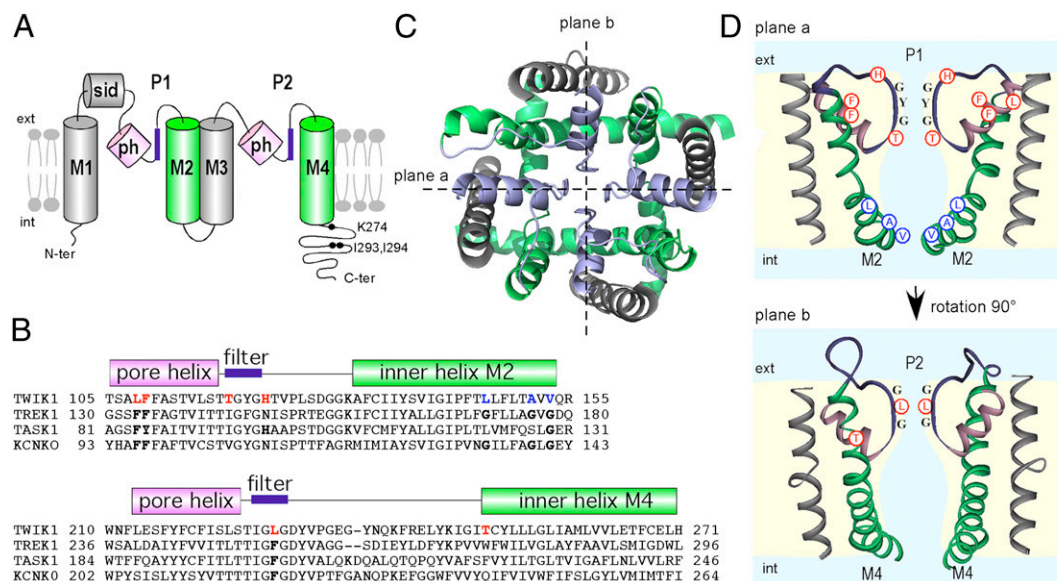 A
P1
P2
sid
ext
ph
ph
M1
M2
M3
M4
int
N-ter
K274
I293,I294
C-ter
B
pore helix
filter
inner helix M2
TWIK1 105 TSALFFASTVLSTTGYGHTVPLSDGGKAFCIIYSVIGIPFTLLFLTAVVQR 155
TREK1 130 GSSFFFAGTVITTIGFGNISPRTEGGKIFCIIYALLGIPLFGFLLAGVGDQ 180
TASK1 81 AGSFYFAITVITTIGYGHAAPSTDGGKVFCMFYALLGIPLTLVMFQSLGER 131
KCNKO 93 YHAFFFAFTVCSTVGYGNISPTTFAGRMIMIAYSVIGIPVNGILFAGLGEY 143
pore helix
filter
inner helix M4
TWIK1 210 WNFLESFYFCFISLSTIGLGDYVPGEG-YNQKFRELYKIGITCYLLLGLIAMLVVLETFCELH 271
TREK1 236 WSALDAIYFVVITLTTIGFGDYVAGG--SDIEYLDFYKPVVWFWILVGLAYFAAVLSMIGDWL 296
TASK1 184 WTFFQAYYYCFITLTTIGFGDYVALQKDQALQTQPQYVAFSFVYILTGLTVIGAFLNLVVLRF 246
KCNK0 202 WPYSISLYYSYVTTTTIGFGDYVPTFGANQPKEFGGWFVVYQIFVIVWFIFSLGYLVMIMTFI 264
C
plane b
plane a
D
plane a
ext
P1
H
H
G
Y
G
G
Y
G
F
F
F
F
L
T
T
L
A
V
L
A
V
int
M2
M2
rotation 90°
plane b
ext
P2
G
L
G
G
L
G
T
int
M4
M4